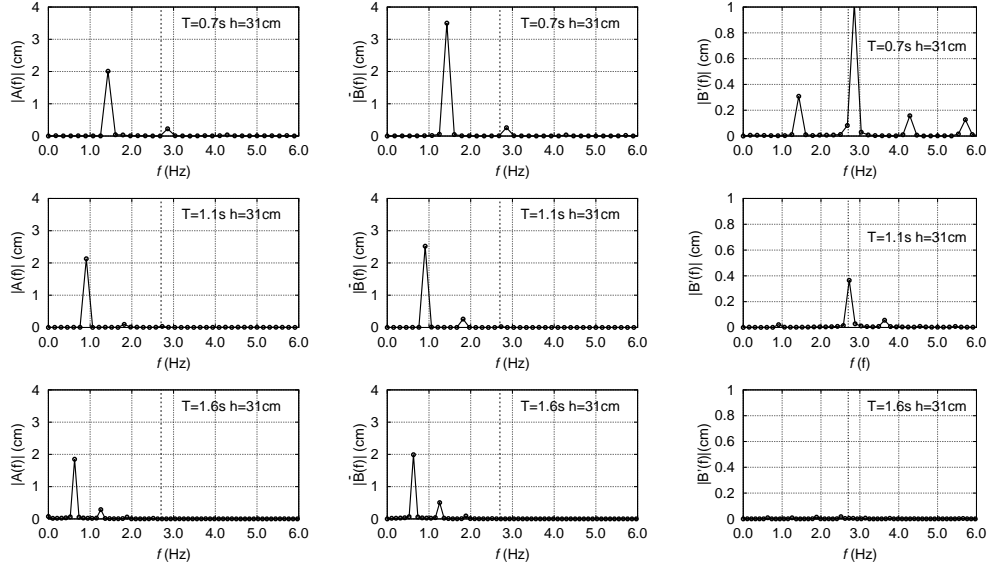 T=0.7s h=31cm
|A(f)| (cm)
4
3
2
1
0
0.0 1.0 2.0 3.0 4.0 5.0 6.0
f (Hz)
T=0.7s h=31cm
|B̄(f)| (cm)
4
3
2
1
0
0.0 1.0 2.0 3.0 4.0 5.0 6.0
f (Hz)
T=0.7s h=31cm
|B'(f)| (cm)
1
0.8
0.6
0.4
0.2
0
0.0 1.0 2.0 3.0 4.0 5.0 6.0
f (Hz)
T=1.1s h=31cm
|A(f)| (cm)
4
3
2
1
0
0.0 1.0 2.0 3.0 4.0 5.0 6.0
f (Hz)
T=1.1s h=31cm
|B̄(f)| (cm)
4
3
2
1
0
0.0 1.0 2.0 3.0 4.0 5.0 6.0
f (Hz)
T=1.1s h=31cm
|B'(f)| (cm)
1
0.8
0.6
0.4
0.2
0
0.0 1.0 2.0 3.0 4.0 5.0 6.0
f (f)
T=1.6s h=31cm
|A(f)| (cm)
4
3
2
1
0
0.0 1.0 2.0 3.0 4.0 5.0 6.0
f (Hz)
T=1.6s h=31cm
|B̄(f)| (cm)
4
3
2
1
0
0.0 1.0 2.0 3.0 4.0 5.0 6.0
f (Hz)
T=1.6s h=31cm
|B'(f)|(cm)
1
0.8
0.6
0.4
0.2
0
0.0 1.0 2.0 3.0 4.0 5.0 6.0
f (Hz)